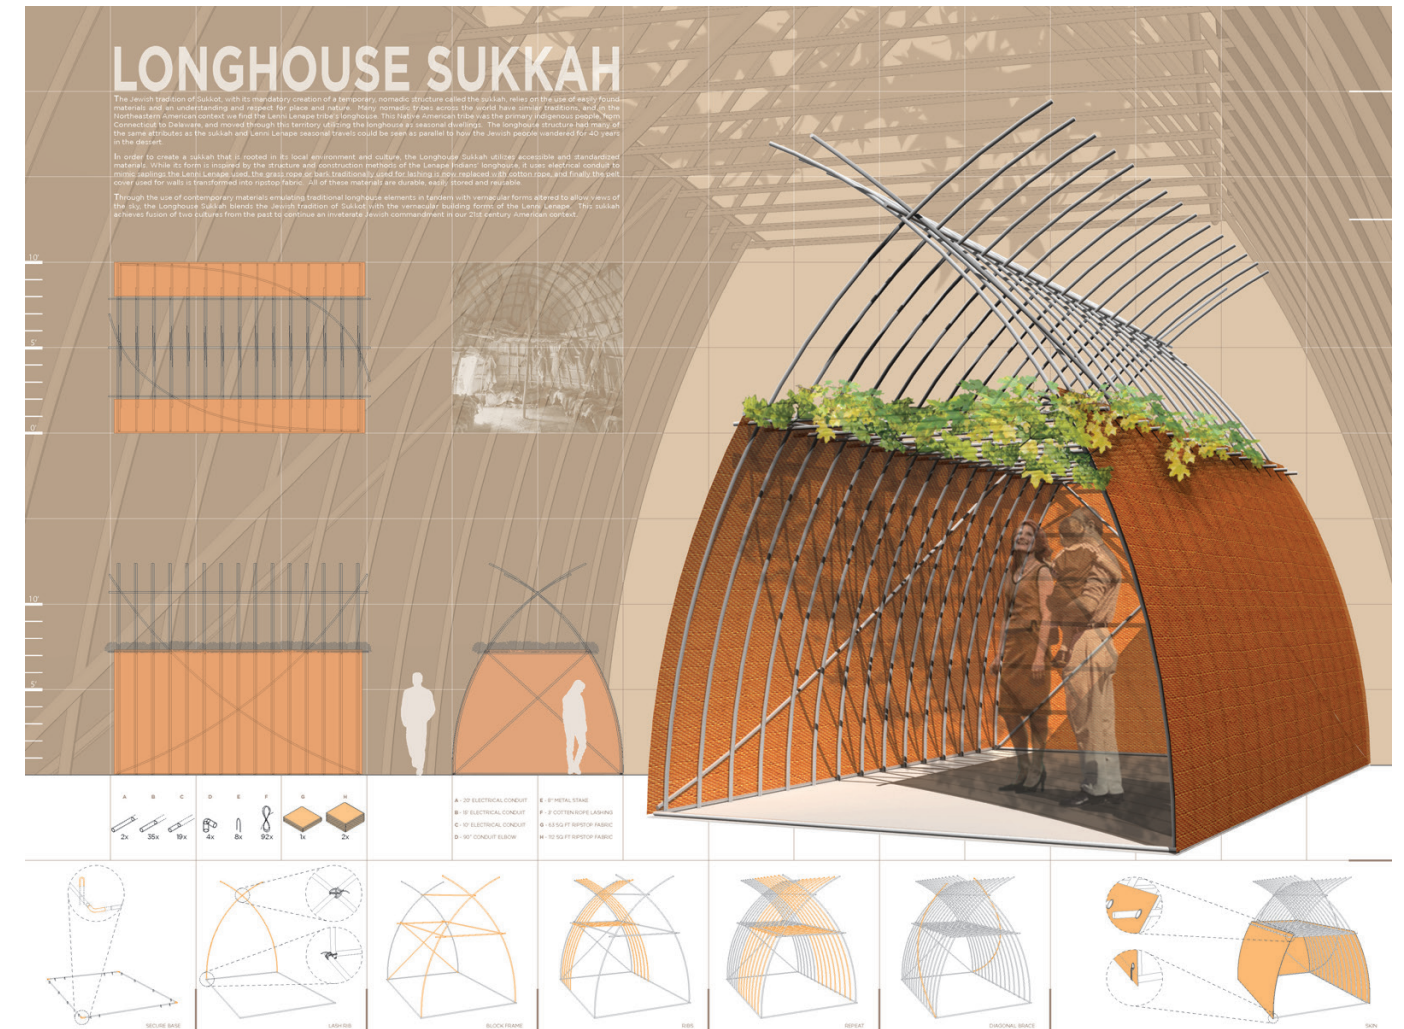 LONGHOUSE SUKKAH
The Jewish tradition of Sukkot, with its mandatory creation of a temporary, nomadic structure called the sukkah, relies on the use of easily found
materials and an understanding and respect for place and nature. Many nomadic tribes across the world have similar traditions, and in the
Northeastern American context we find the Lenni Lenape tribe's longhouse. This Native American tribe was the primary indigenous people, from
Connecticut to Delaware, and moved through this territory utilizing the longhouse as seasonal dwellings. The longhouse structure had many of
the same attributes as the sukkah and Lenni Lenape seasonal travels could be seen as parallel to how the Jewish people wandered for 40 years
in the dessert.
In order to create a sukkah that is rooted in its local environment and culture, the Longhouse Sukkah utilizes accessible and standardized
materials. While its form is inspired by the structure and construction methods of the Lenape Indians' longhouse, it uses electrical conduit to
mimic saplings the Lenni Lenape used, the grass rope or bark traditionally used for lashing is now replaced with cotton rope, and finally the pelt
cover used for walls is transformed into ripstop fabric. All of these materials are durable, easily stored and reusable.
Through the use of contemporary materials emulating traditional longhouse elements in tandem with vernacular forms altered to allow views of
the sky, the Longhouse Sukkah blends the Jewish tradition of Sukkot with the vernacular building forms of the Lenni Lenape. This sukkah
achieves fusion of two cultures from the past to continue an inveterate Jewish commandment in our 21st century American context.
10'
5'
0'
10'
5'
A B C D E F G H
2x 35x 19x 4x 8x 92x 1x 2x
A - 20' ELECTRICAL CONDUIT
B - 15' ELECTRICAL CONDUIT
C - 10' ELECTRICAL CONDUIT
D - 90° CONDUIT ELBOW
E - 8" METAL STAKE
F - 2' COTTEN ROPE LASHING
G - 63 SQ FT RIPSTOP FABRIC
H - 112 SQ FT RIPSTOP FABRIC
SECURE BASE
LASH RIB
BLOCK FRAME
RIBS
REPEAT
DIAGONAL BRACE
SKIN